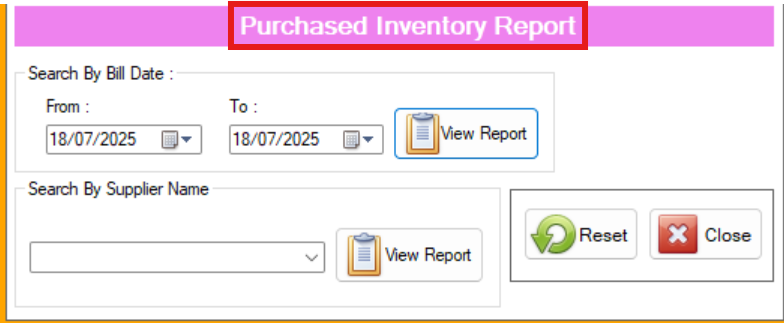 Purchased Inventory Report
Search By Bill Date :
From :
To :
18/07/2025
18/07/2025
View Report
Search By Supplier Name
View Report
Reset
Close